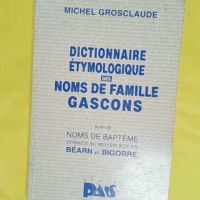 MICHEL GROSCLAUDE
DICTIONNAIRE
ÉTYMOLOGIQUE
DES
NOMS DE FAMILLE
GASCONS
suivi de
NOMS DE BAPTÊME
DONNÉS AU MOYEN AGE EN
BÉARN ET BIGORRE